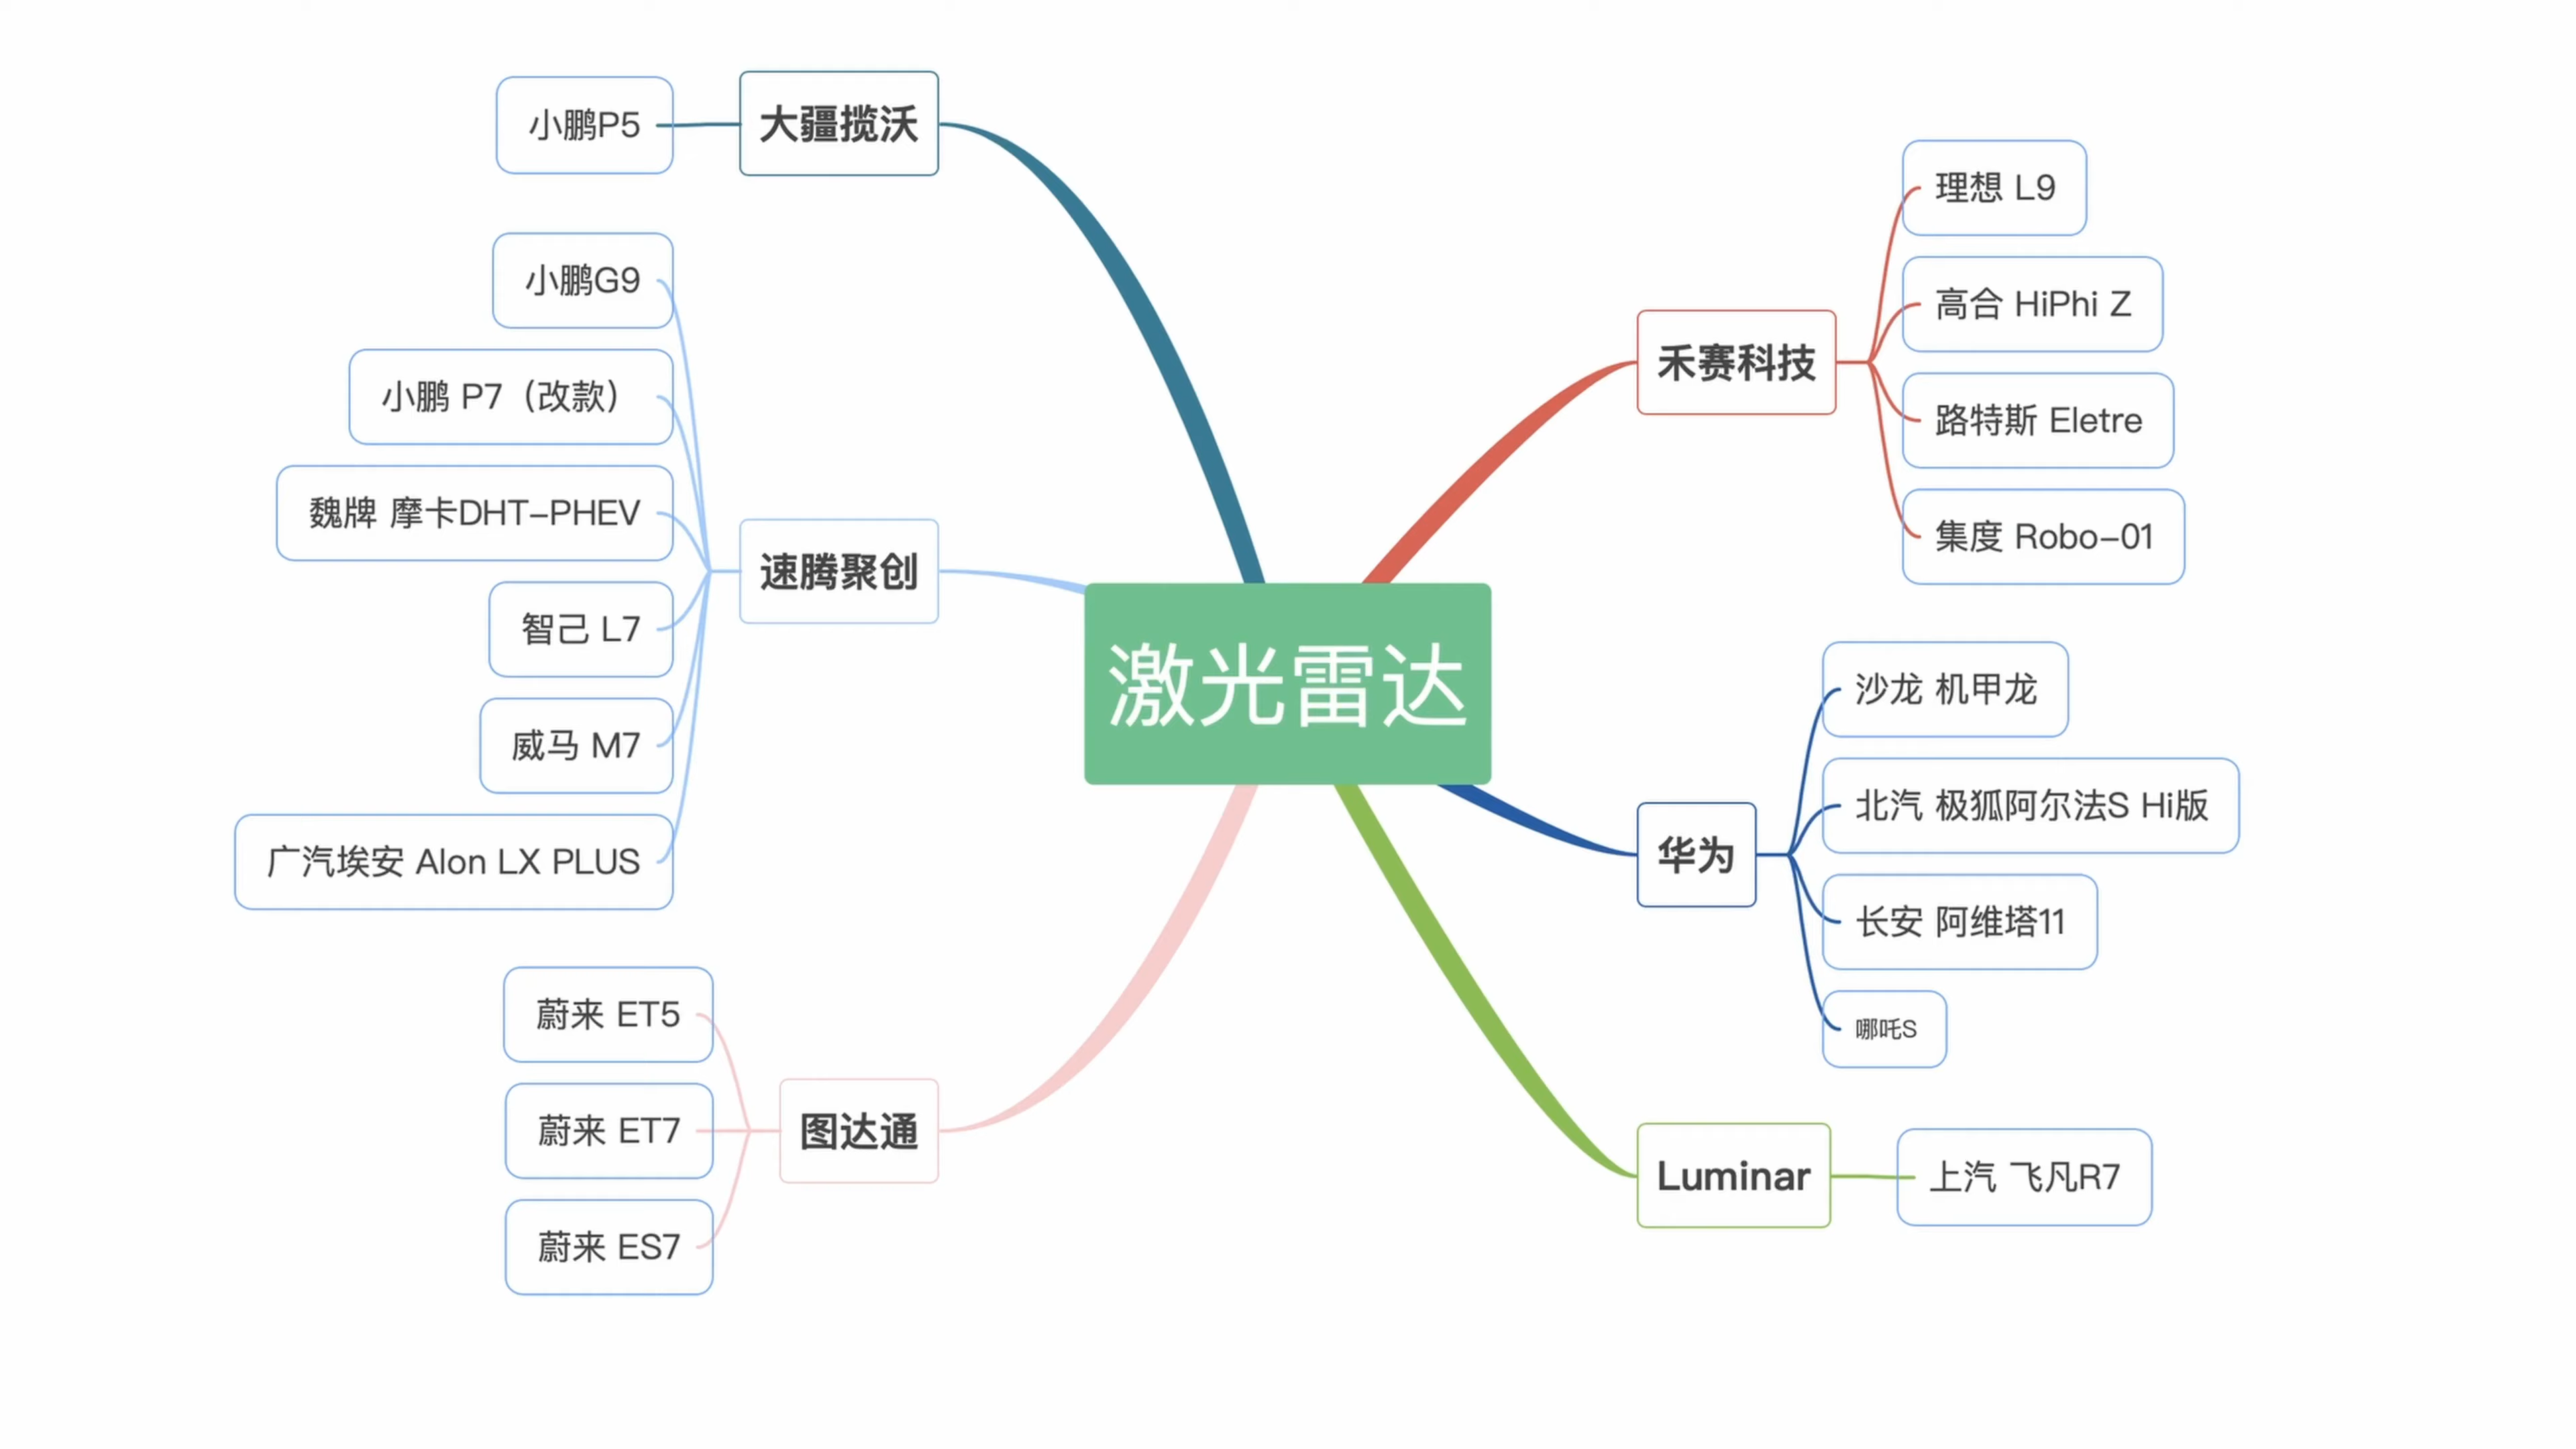 激光雷达
大疆揽沃
小鹏P5
速腾聚创
小鹏G9
小鹏 P7（改款）
魏牌 摩卡DHT-PHEV
智己 L7
威马 M7
广汽埃安 AIon LX PLUS
图达通
蔚来 ET5
蔚来 ET7
蔚来 ES7
禾赛科技
理想 L9
高合 HiPhi Z
路特斯 Eletre
集度 Robo-01
华为
沙龙 机甲龙
北汽 极狐阿尔法S Hi版
长安 阿维塔11
哪吒S
Luminar
上汽 飞凡R7